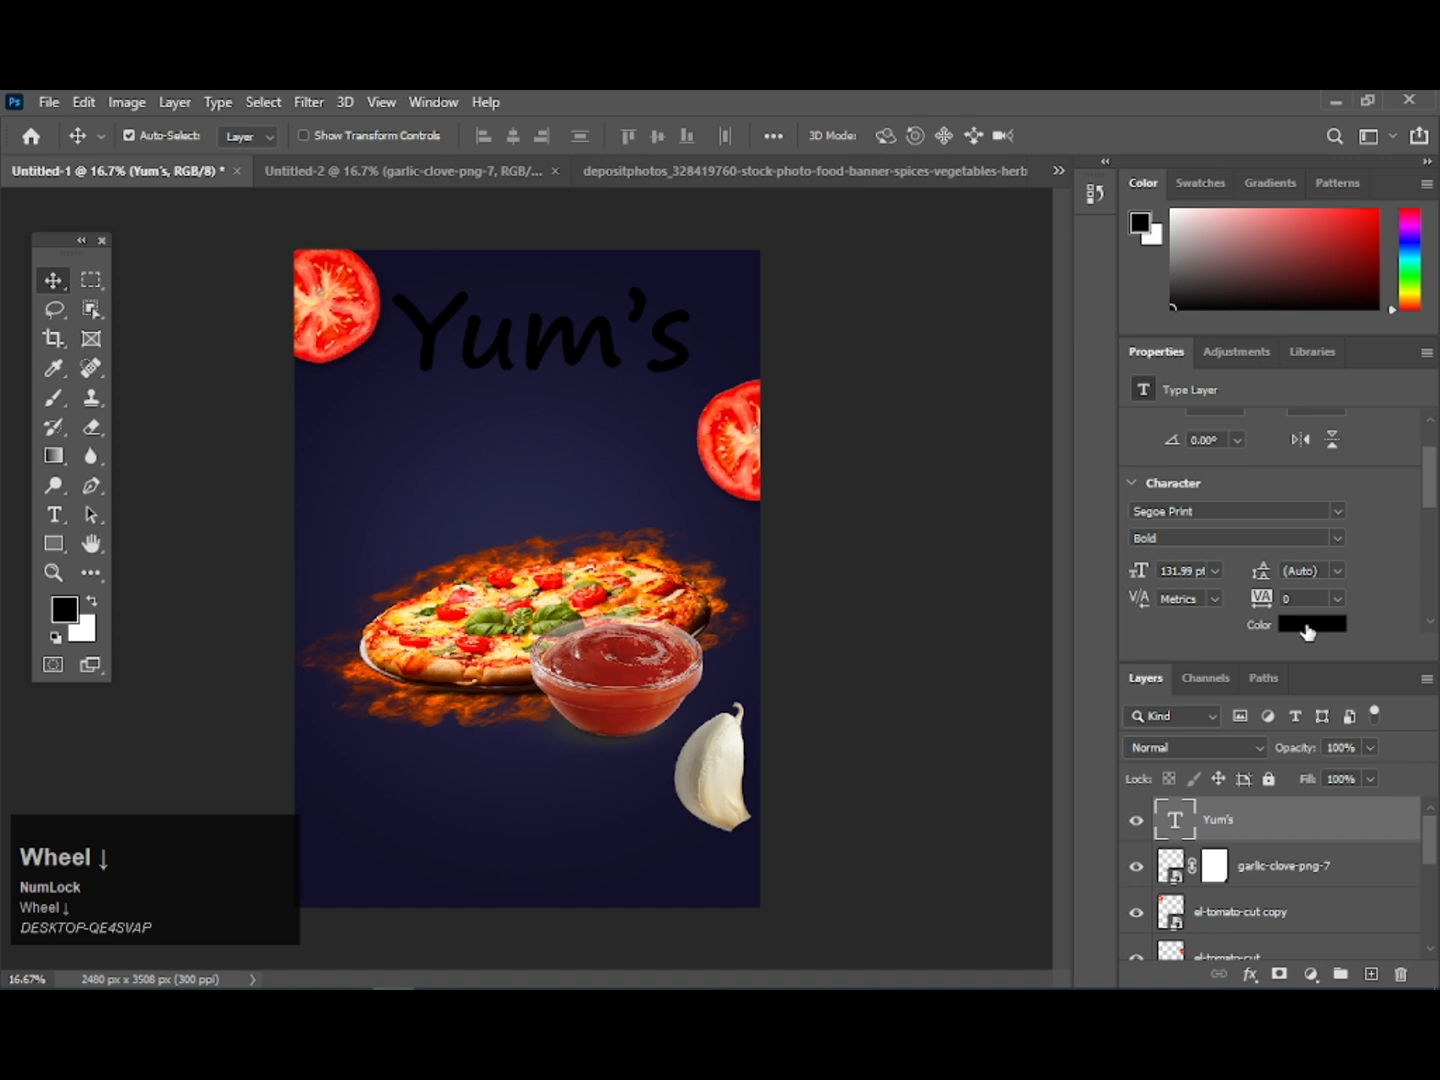 Ps File Edit Image Layer Type Select Filter 3D View Window Help
Auto-Select: Layer Show Transform Controls 3D Mode:
Untitled-1 @ 16.7% (Yum's, RGB/8) *
Untitled-2 @ 16.7% (garlic-clove-png-7, RGB/...
depositphotos_328419760-stock-photo-food-banner-spices-vegetables-herb
Color Swatches Gradients Patterns
Yum's
Properties Adjustments Libraries
T Type Layer
0.00°
Character
Segoe Print
Bold
131.99 pt (Auto)
Metrics 0
Color
Layers Channels Paths
Kind
Normal Opacity: 100%
Lock: Fill: 100%
T Yum's
garlic-clove-png-7
el-tomato-cut copy
el-tomato-cut
Wheel ↓
NumLock
Wheel ↓
DESKTOP-QE4SVAP
16.67% 2480 px x 3508 px (300 ppi)